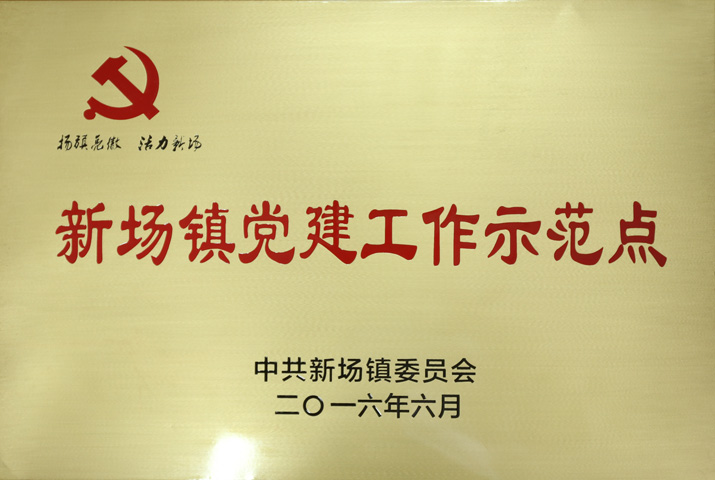 扬旗亮徽 活力新场
新场镇党建工作示范点
中共新场镇委员会
二〇一六年六月